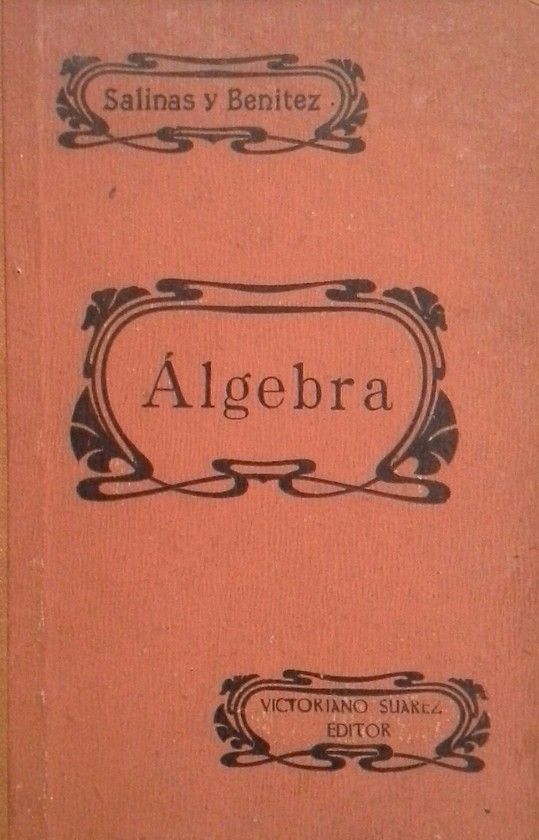 Salinas y Benitez
Álgebra
VICTORIANO SUAREZ
EDITOR